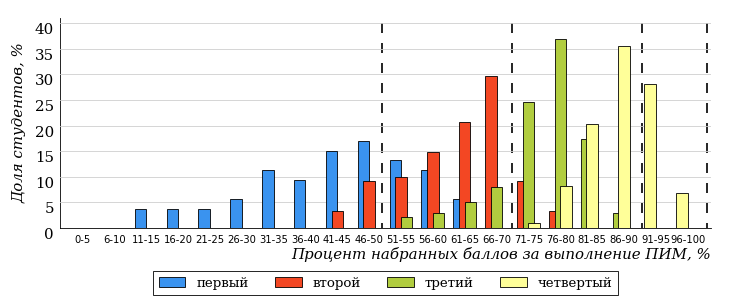 Доля студентов, %
40
35
30
25
20
15
10
5
0
0-5 6-10 11-15 16-20 21-25 26-30 31-35 36-40 41-45 46-50 51-55 56-60 61-65 66-70 71-75 76-80 81-85 86-90 91-95 96-100
Процент набранных баллов за выполнение ПИМ, %
первый второй третий четвертый